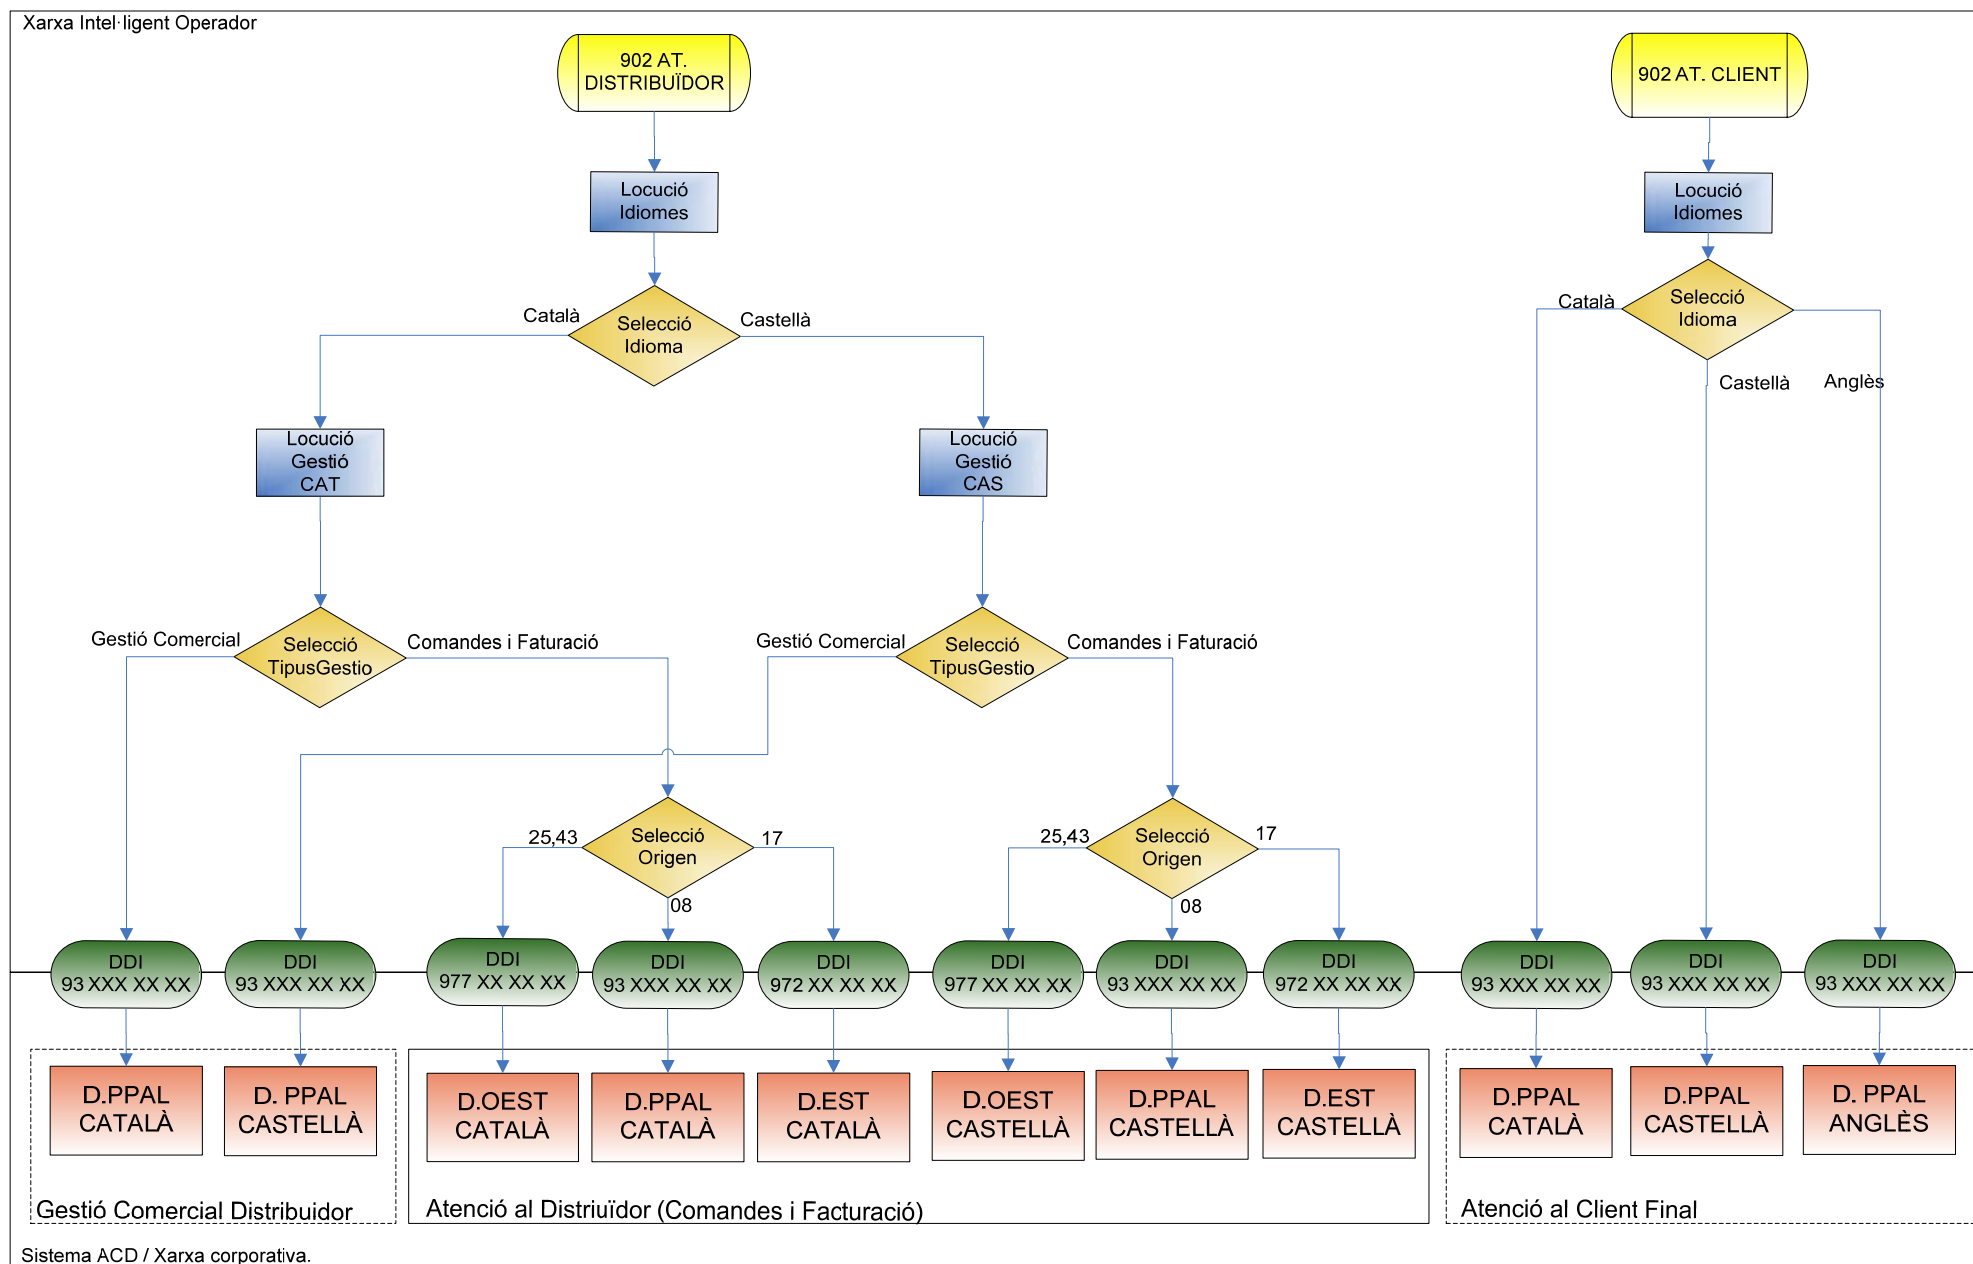 Xarxa Intel·ligent Operador
902 AT.
DISTRIBUÏDOR
902 AT. CLIENT
Locució
Idiomes
Locució
Idiomes
Català
Selecció
Idioma
Castellà
Català
Selecció
Idioma
Castellà
Anglès
Locució
Gestió
CAT
Locució
Gestió
CAS
Gestió Comercial
Selecció
TipusGestio
Comandes i Faturació
Gestió Comercial
Selecció
TipusGestio
Comandes i Faturació
25,43
Selecció
Origen
17
08
25,43
Selecció
Origen
17
08
DDI
93 XXX XX XX
DDI
93 XXX XX XX
DDI
977 XX XX XX
DDI
93 XXX XX XX
DDI
972 XX XX XX
DDI
977 XX XX XX
DDI
93 XXX XX XX
DDI
972 XX XX XX
DDI
93 XXX XX XX
DDI
93 XXX XX XX
DDI
93 XXX XX XX
D.PPAL
CATALÀ
D. PPAL
CASTELLÀ
D.OEST
CATALÀ
D.PPAL
CATALÀ
D.EST
CATALÀ
D.OEST
CASTELLÀ
D.PPAL
CASTELLÀ
D.EST
CASTELLÀ
D.PPAL
CATALÀ
D.PPAL
CASTELLÀ
D. PPAL
ANGLÈS
Gestió Comercial Distribuidor
Atenció al Distriuïdor (Comandes i Facturació)
Atenció al Client Final
Sistema ACD / Xarxa corporativa.